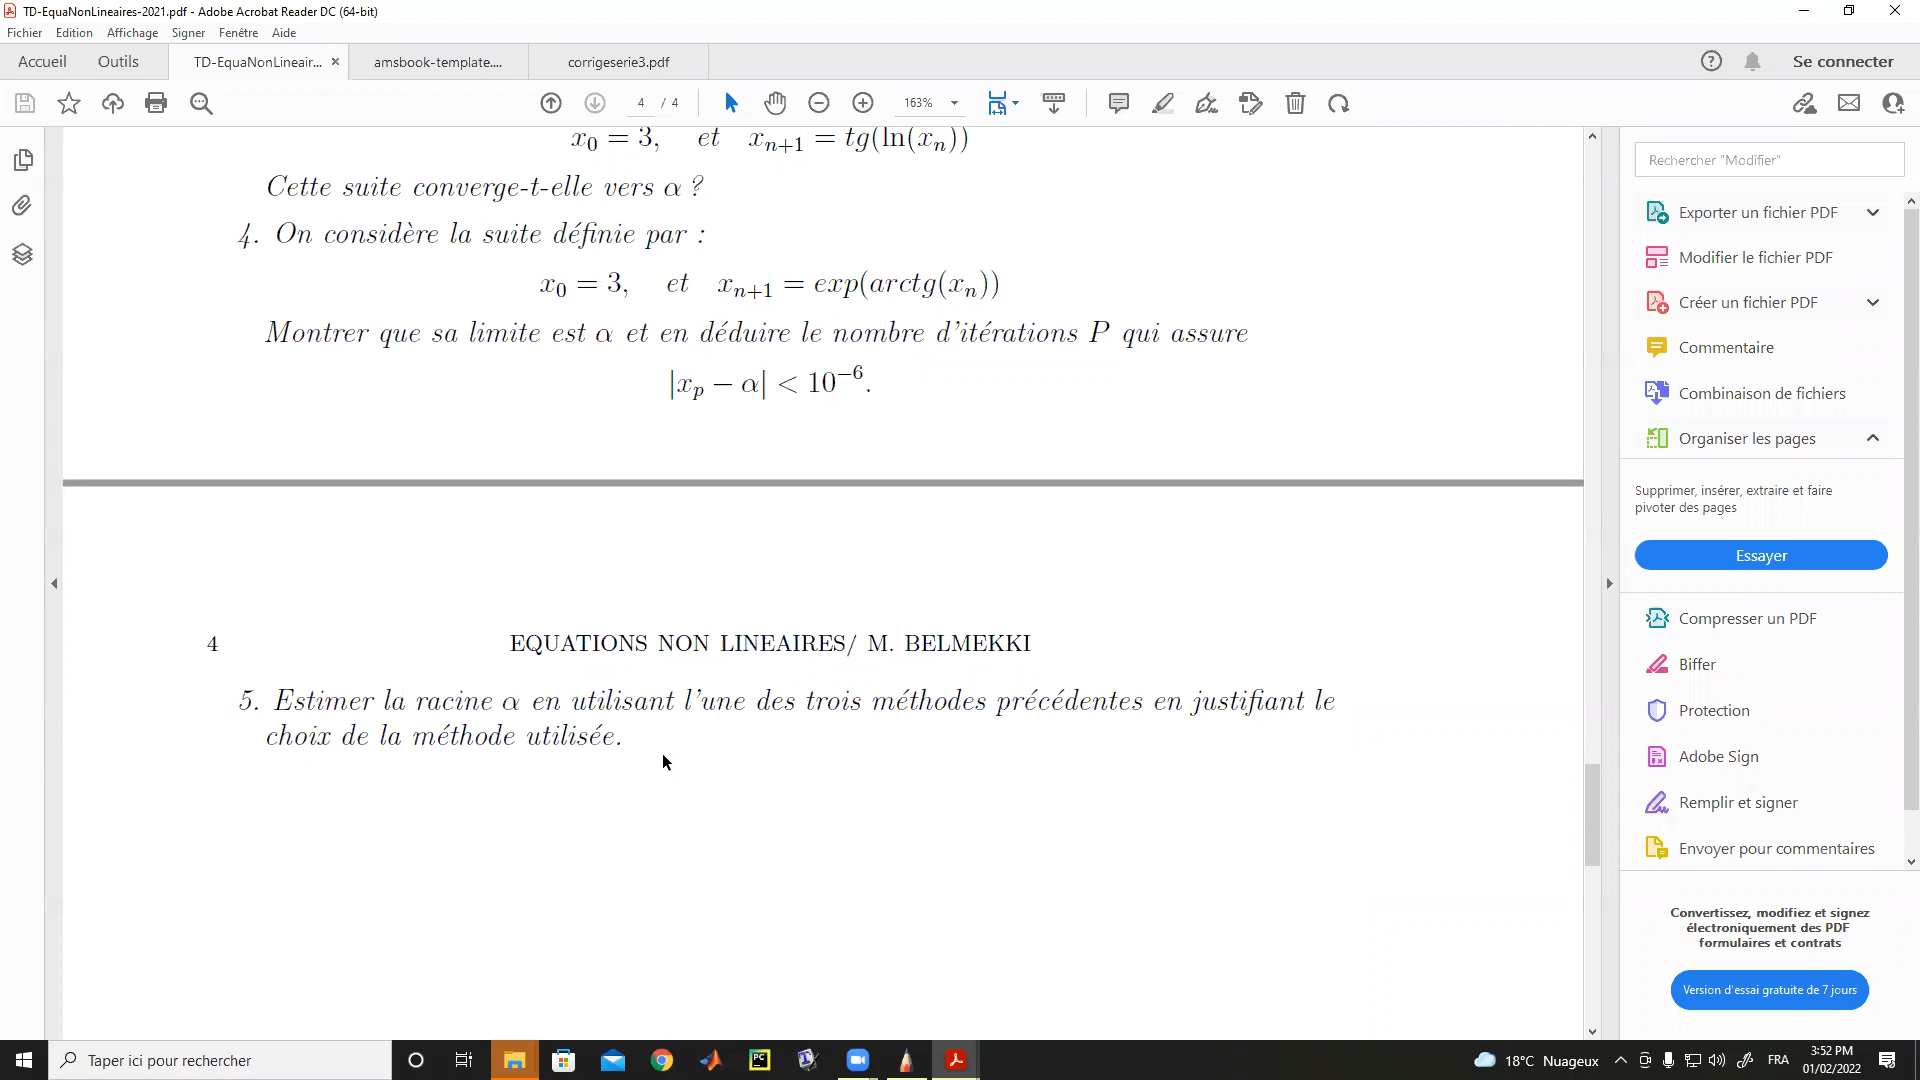 TD-EquaNonLineaires-2021.pdf - Adobe Acrobat Reader DC (64-bit)
Fichier Edition Affichage Signer Fenêtre Aide
Accueil Outils TD-EquaNonLineair... × amsbook-template.... corrigeserie3.pdf Se connecter
4 / 4 163%
x₀ = 3, et xₙ₊₁ = tg(ln(xₙ))
Cette suite converge-t-elle vers α ?
4. On considère la suite définie par :
x₀ = 3, et xₙ₊₁ = exp(arctg(xₙ))
Montrer que sa limite est α et en déduire le nombre d'itérations P qui assure
|xₚ − α| < 10⁻⁶.
4 EQUATIONS NON LINEAIRES/ M. BELMEKKI
5. Estimer la racine α en utilisant l'une des trois méthodes précédentes en justifiant le
choix de la méthode utilisée.
Rechercher "Modifier"
Exporter un fichier PDF
Modifier le fichier PDF
Créer un fichier PDF
Commentaire
Combinaison de fichiers
Organiser les pages
Supprimer, insérer, extraire et faire
pivoter des pages
Essayer
Compresser un PDF
Biffer
Protection
Adobe Sign
Remplir et signer
Envoyer pour commentaires
Convertissez, modifiez et signez
électroniquement des PDF
formulaires et contrats
Version d'essai gratuite de 7 jours
Taper ici pour rechercher
PC
18°C Nuageux
FRA
3:52 PM
01/02/2022